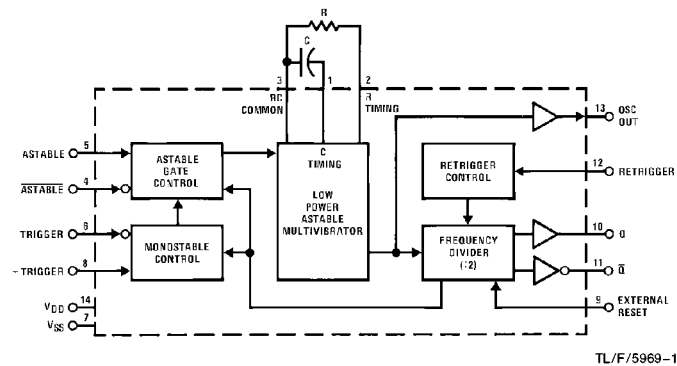 R
C
3
1
2
RC
COMMON
R
TIMING
13
OSC
OUT
5
ASTABLE
4
ASTABLE
ASTABLE
GATE
CONTROL
C
TIMING
LOW
POWER
ASTABLE
MULTIVIBRATOR
RETRIGGER
CONTROL
12
RETRIGGER
6
TRIGGER
8
TRIGGER
MONOSTABLE
CONTROL
FREQUENCY
DIVIDER
(:2)
10
Q
11
Q
14
VDD
7
VSS
9
EXTERNAL
RESET
TL/F/5969–1